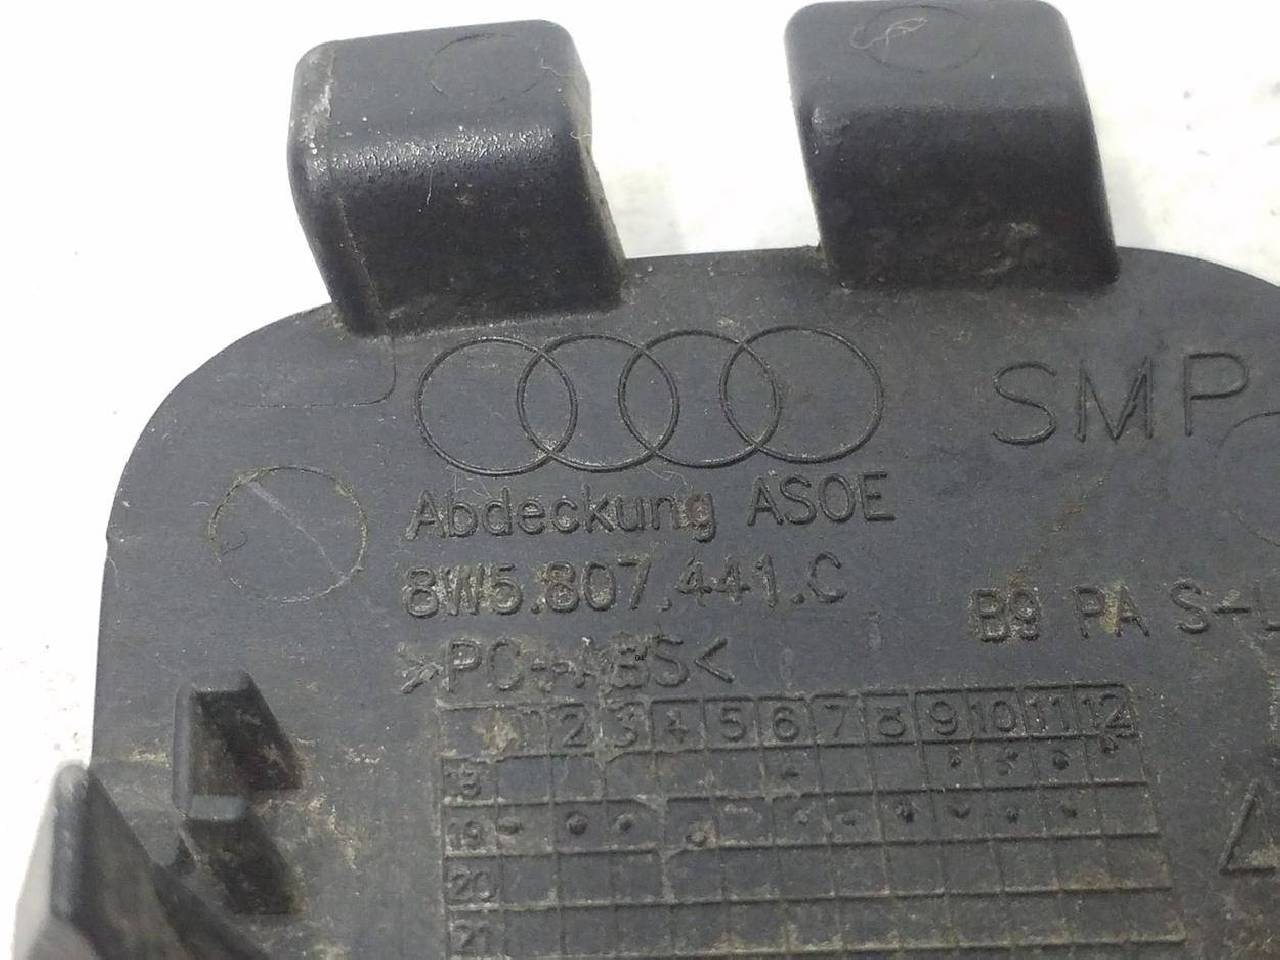 SMP
Abdeckung ASOE
8W5.807.441.C
B9 PA S-L
>PC+ABS<
1 2 3 4 5 6 7 8 9 10 11 12
18
19
20
21